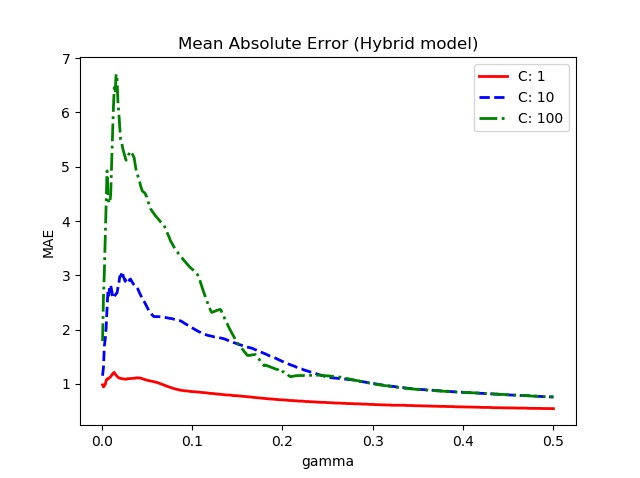 Mean Absolute Error (Hybrid model)
C: 1
C: 10
C: 100
MAE
7
6
5
4
3
2
1
0.0 0.1 0.2 0.3 0.4 0.5
gamma